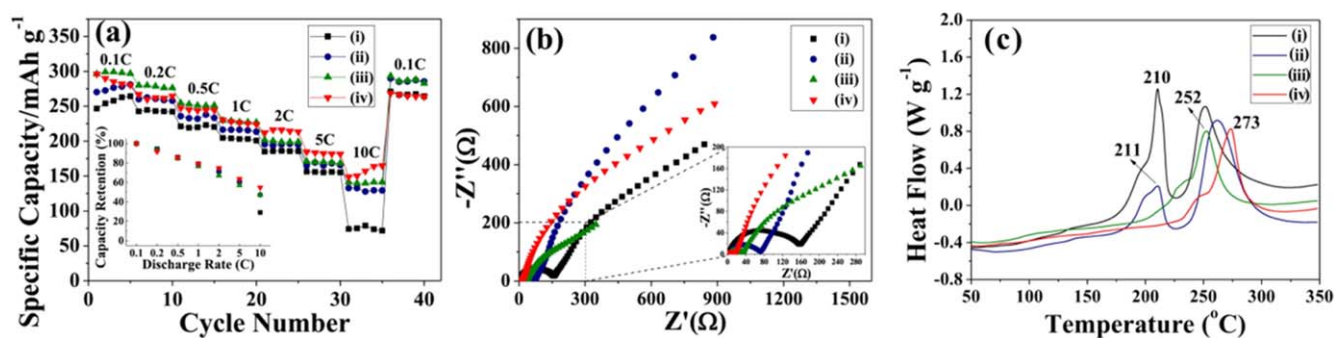 (a)
(i)
(ii)
(iii)
(iv)
0.1C
0.2C
0.5C
1C
2C
5C
10C
0.1C
350
300
250
200
150
100
50
0
0 10 20 30 40
Specific Capacity/mAh g
Cycle Number
100
80
60
40
20
0
0.1 0.2 0.5 1 2 5 10
Capacity Retention (%)
Discharge Rate (C)
(b)
(i)
(ii)
(iii)
(iv)
-800
-600
-400
-200
0
0 300 600 900 1200 1500
-Z''(Ω)
Z'(Ω)
-200
-160
-120
-80
-40
0
0 40 80 120 160 200 240 280
-Z''(Ω)
Z'(Ω)
(c)
(i)
(ii)
(iii)
(iv)
2.0
1.6
1.2
0.8
0.4
0.0
-0.4
-0.8
50 100 150 200 250 300 350
210
252
273
211
Heat Flow (W g⁻¹)
Temperature (°C)